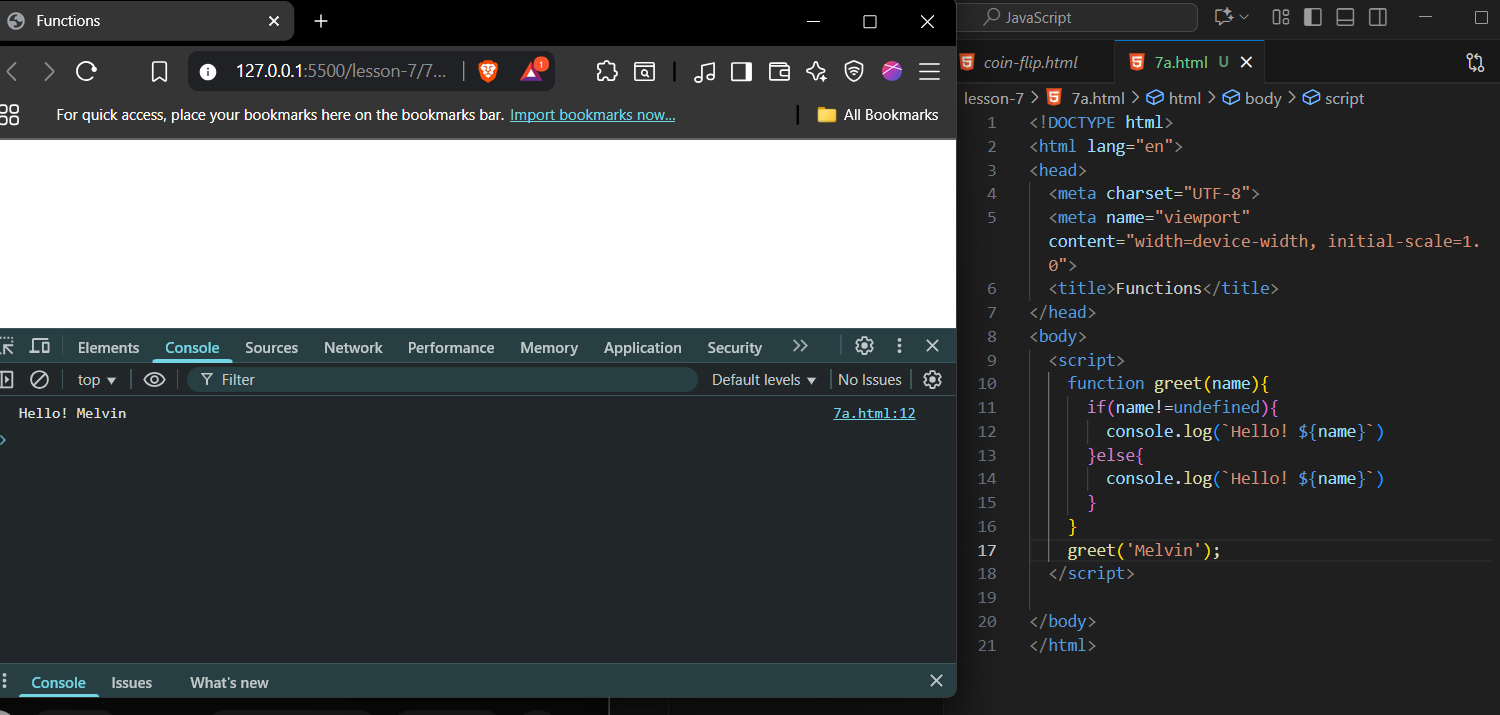 Functions
127.0.0.1:5500/lesson-7/7...
1
For quick access, place your bookmarks here on the bookmarks bar. Import bookmarks now...
All Bookmarks
Elements Console Sources Network Performance Memory Application Security
top Filter Default levels No Issues
Hello! Melvin 7a.html:12
Console Issues What's new
JavaScript
coin-flip.html 7a.html U
lesson-7 > 7a.html > html > body > script
1 <!DOCTYPE html>
2 <html lang="en">
3 <head>
4 <meta charset="UTF-8">
5 <meta name="viewport"
content="width=device-width, initial-scale=1.
0">
6 <title>Functions</title>
7 </head>
8 <body>
9 <script>
10 function greet(name){
11 if(name!=undefined){
12 console.log(`Hello! ${name}`)
13 }else{
14 console.log(`Hello! ${name}`)
15 }
16 }
17 greet('Melvin');
18 </script>
19
20 </body>
21 </html>